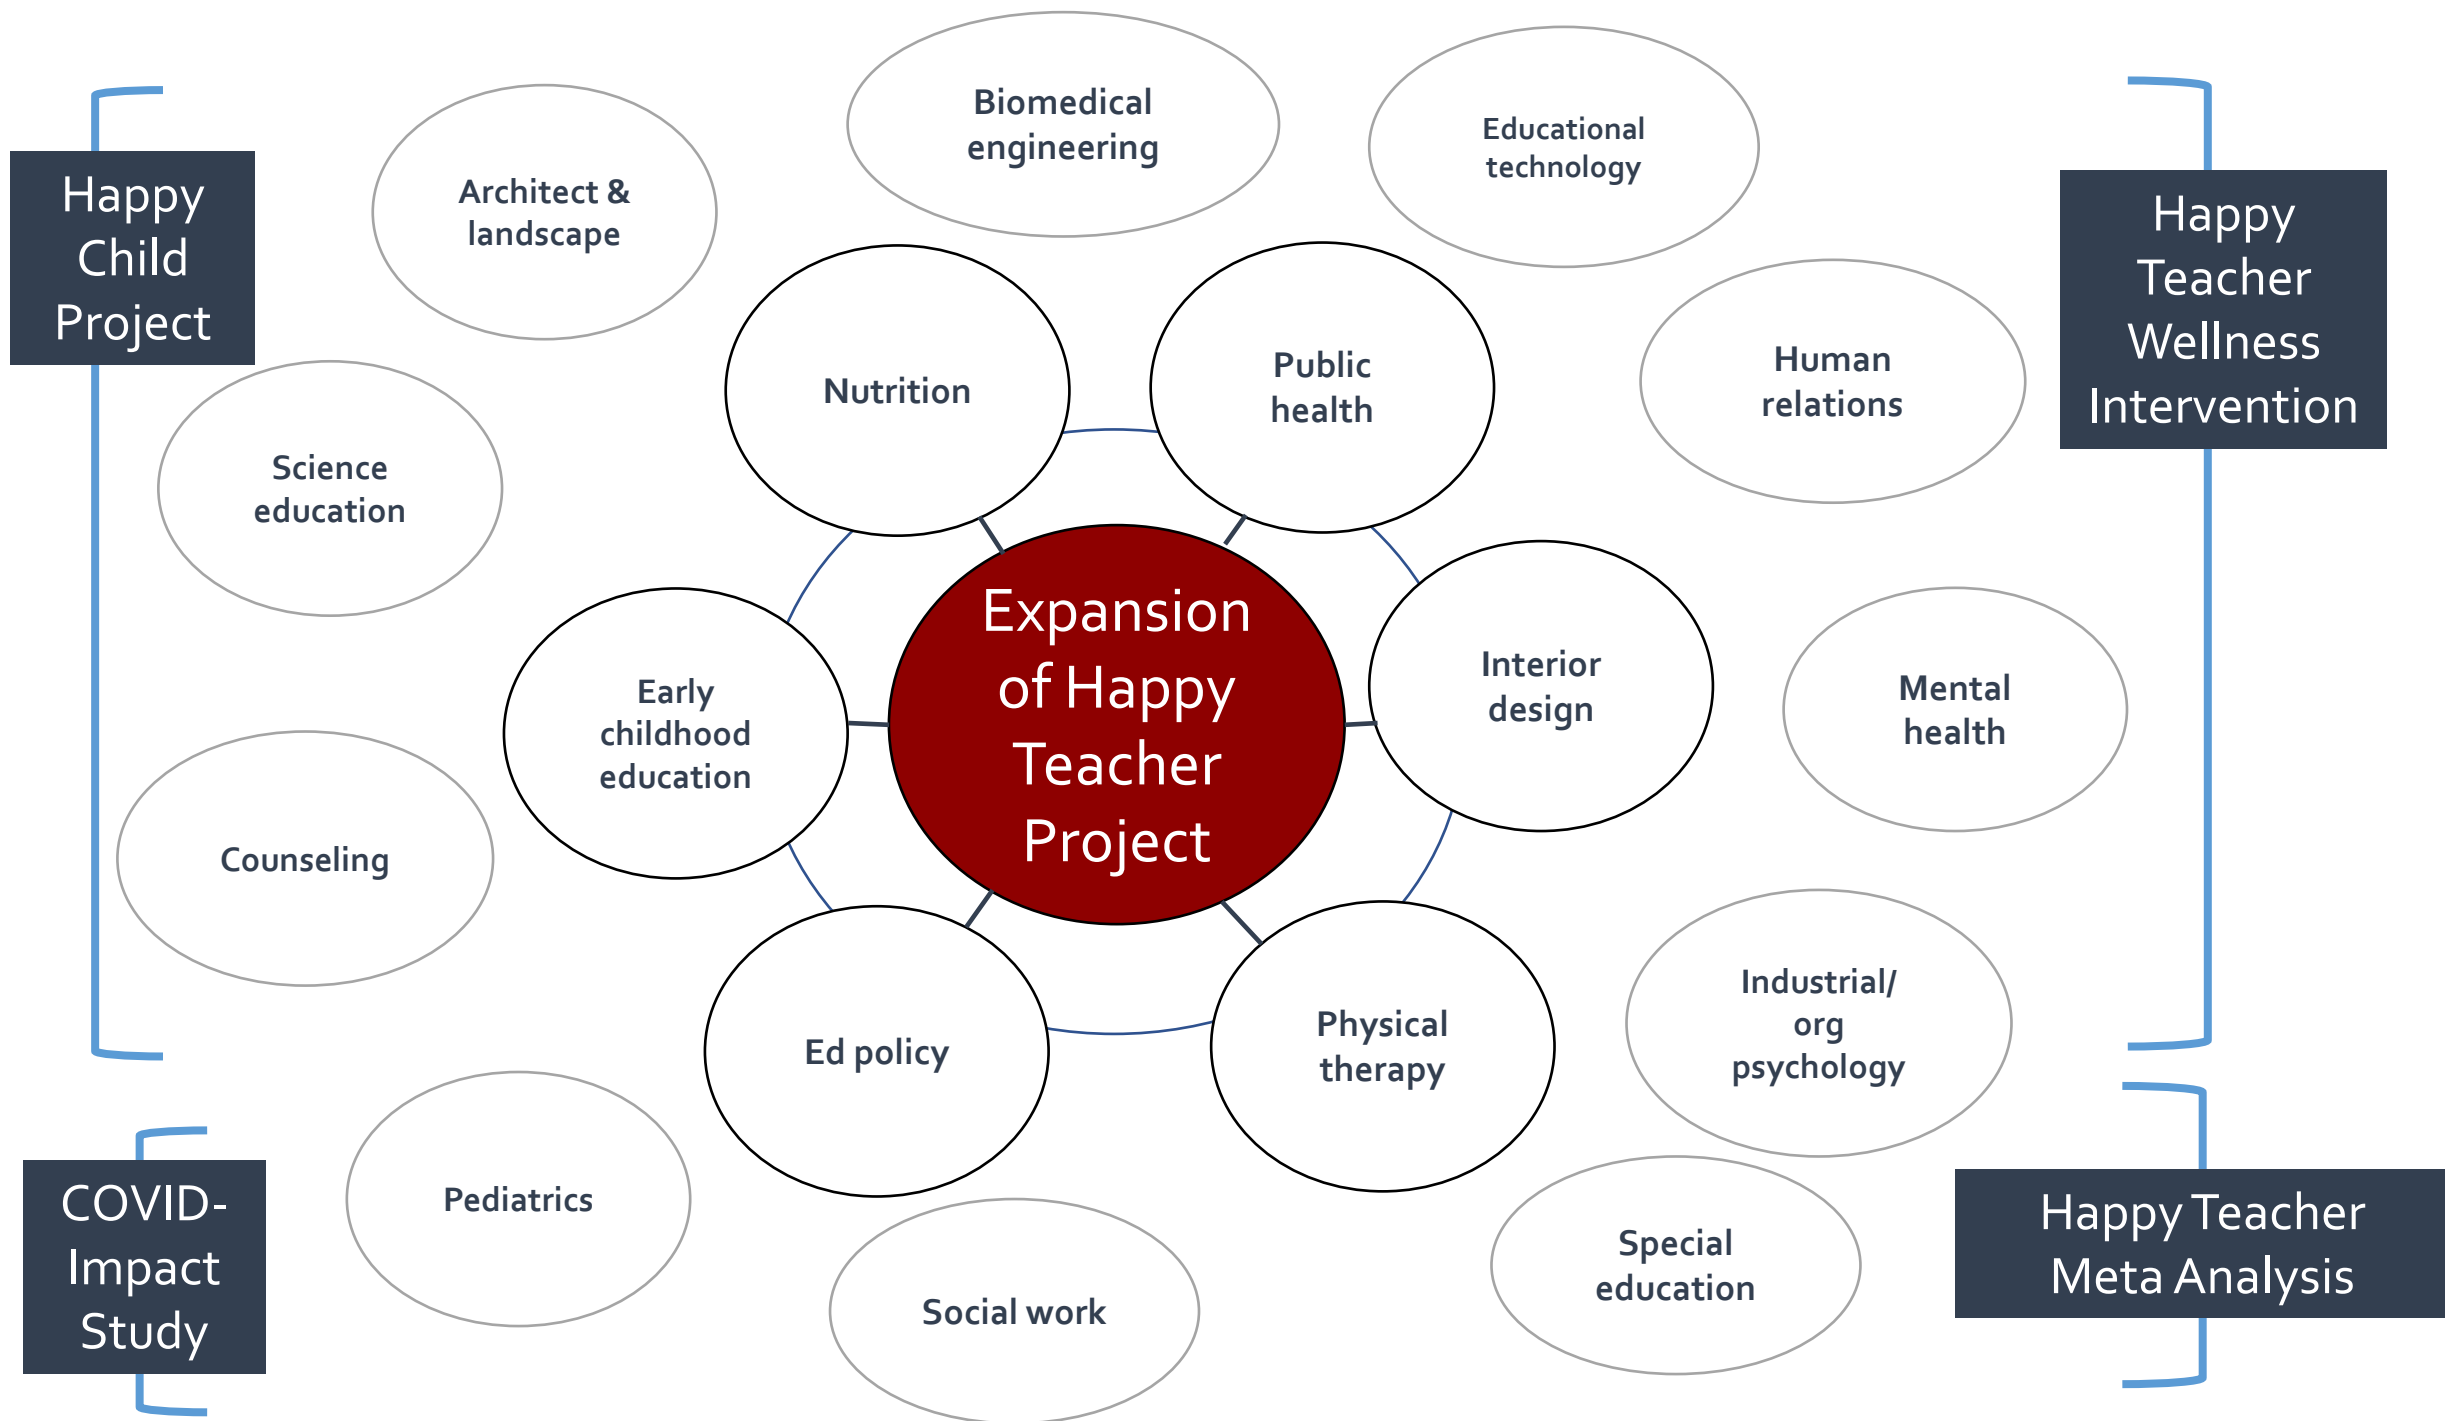 Happy
Child
Project
Architect &
landscape
Biomedical
engineering
Educational
technology
Happy
Teacher
Wellness
Intervention
Nutrition
Public
health
Human
relations
Science
education
Early
childhood
education
Expansion
of Happy
Teacher
Project
Interior
design
Mental
health
Counseling
Ed policy
Physical
therapy
Industrial/
org
psychology
COVID-
Impact
Study
Pediatrics
Social work
Special
education
Happy Teacher
Meta Analysis